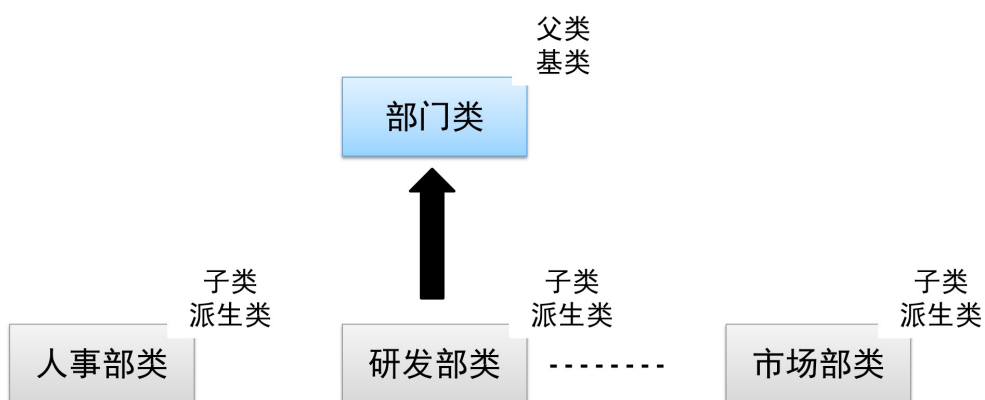 父类
基类
部门类
子类
派生类
子类
派生类
子类
派生类
人事部类
研发部类
市场部类